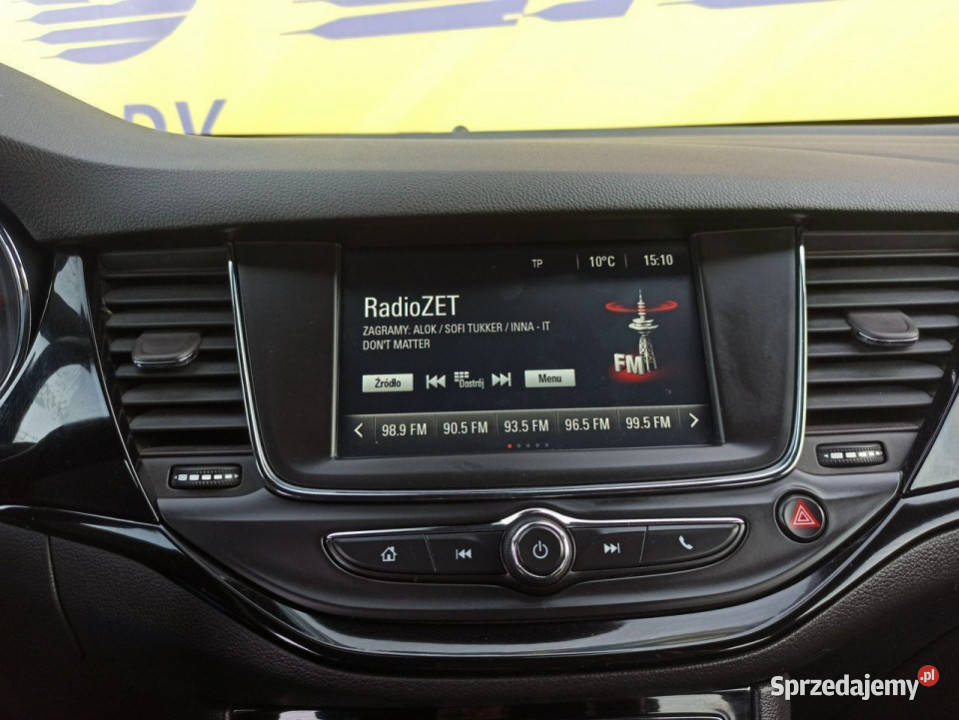 TP 10°C 15:10
RadioZET
ZAGRAMY: ALOK / SOFI TUKKER / INNA - IT
DON'T MATTER
FM
Źródło Dostrój Menu
98.9 FM 90.5 FM 93.5 FM 96.5 FM 99.5 FM
Sprzedajemy.pl